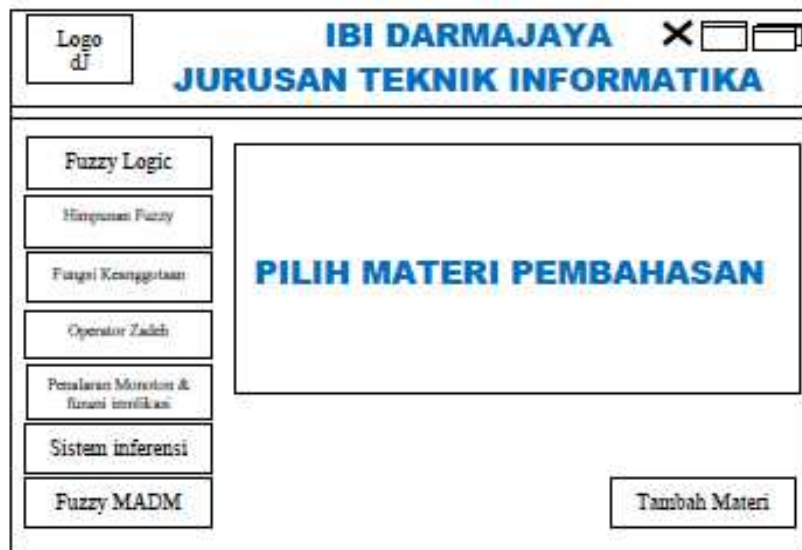 Logo
dJ
IBI DARMAJAYA
JURUSAN TEKNIK INFORMATIKA
Fuzzy Logic
Himpunan Fuzzy
Fungsi Keanggotaan
Operator Zadeh
Penalaran Monoton &
fungsi implikasi
Sistem inferensi
Fuzzy MADM
PILIH MATERI PEMBAHASAN
Tambah Materi